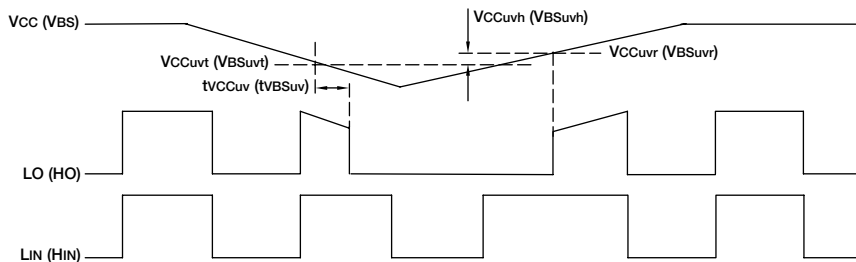 VCC (VBS)
VCCuvh (VBSuvh)
VCCuvt (VBSuvt)
VCCuvr (VBSuvr)
tVCCuv (tVBSuv)
LO (HO)
LIN (HIN)